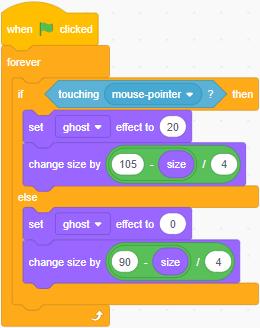 when clicked
forever
if touching mouse-pointer ? then
set ghost effect to 20
change size by 105 - size / 4
else
set ghost effect to 0
change size by 90 - size / 4